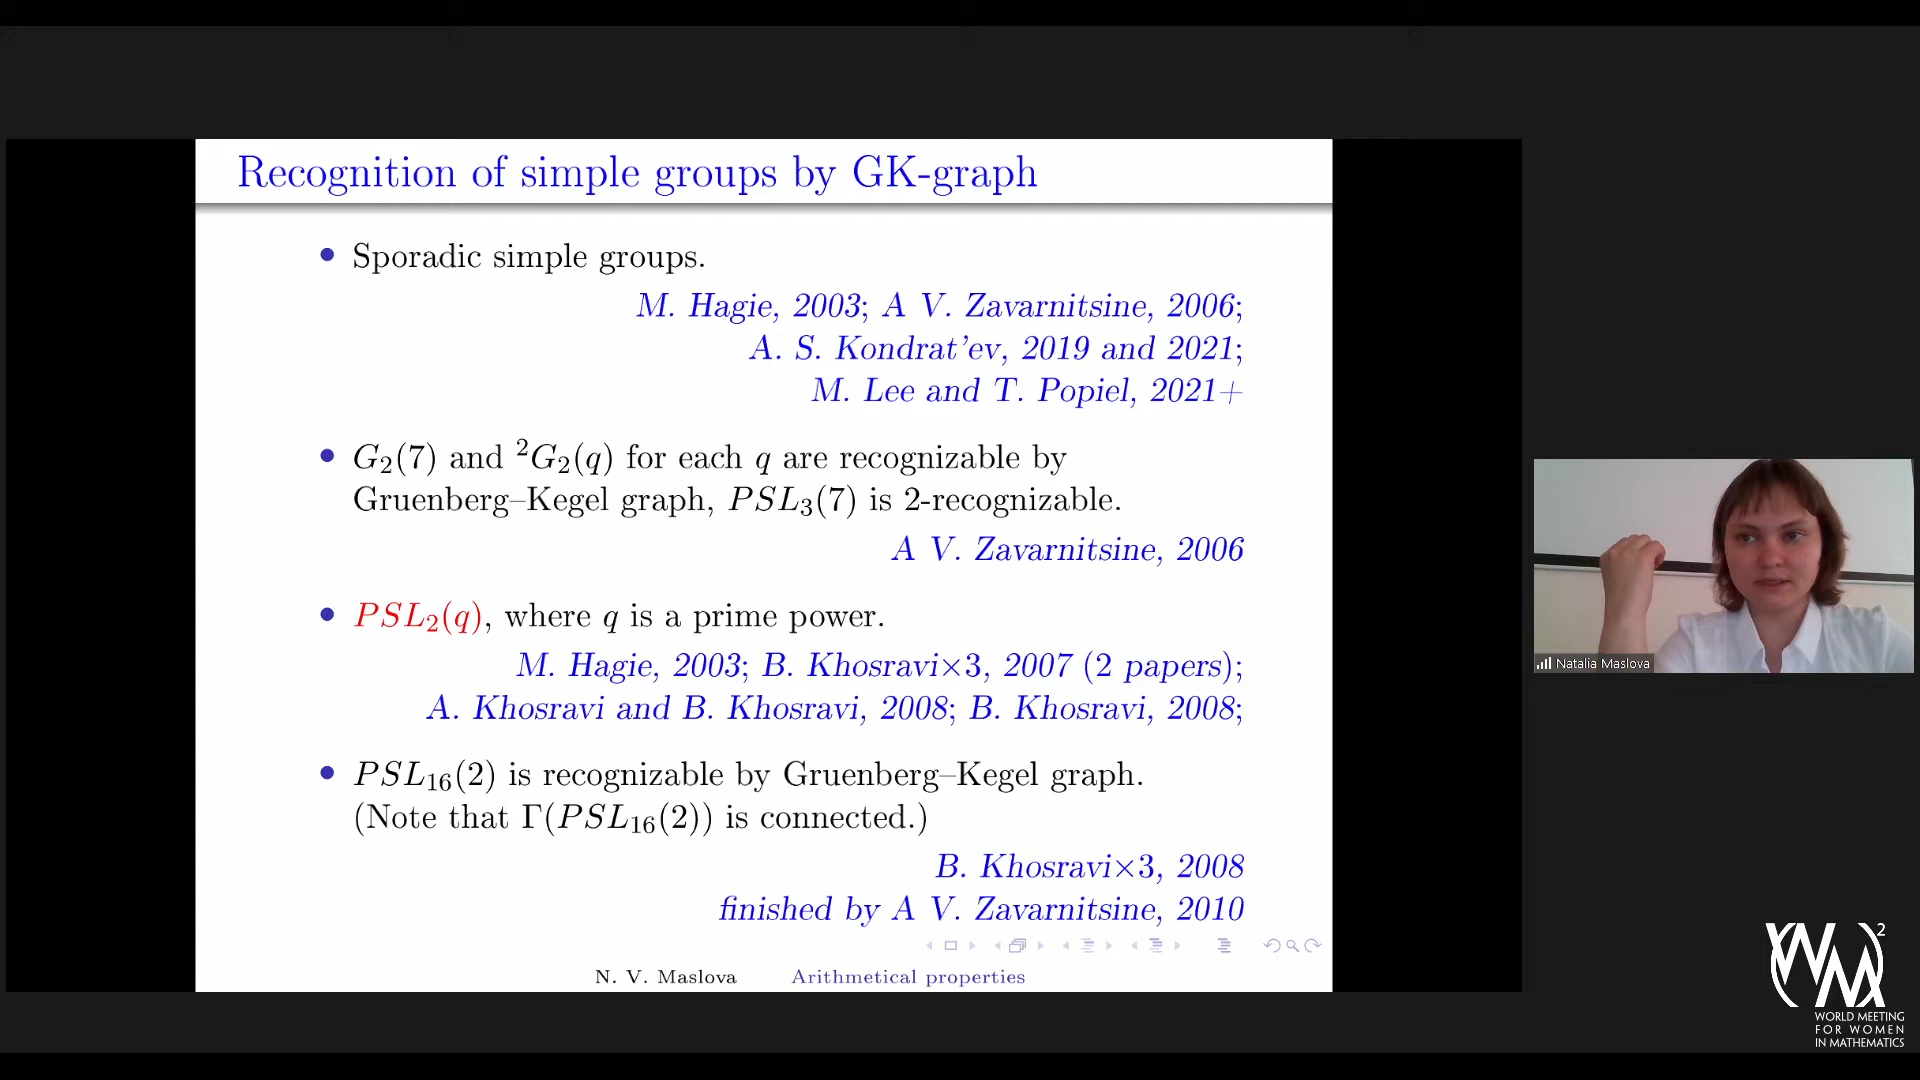 Recognition of simple groups by GK-graph
• Sporadic simple groups.
M. Hagie, 2003; A V. Zavarnitsine, 2006;
A. S. Kondrat'ev, 2019 and 2021;
M. Lee and T. Popiel, 2021+
• G₂(7) and ²G₂(q) for each q are recognizable by
Gruenberg–Kegel graph, PSL₃(7) is 2-recognizable.
A V. Zavarnitsine, 2006
• PSL₂(q), where q is a prime power.
M. Hagie, 2003; B. Khosravi×3, 2007 (2 papers);
A. Khosravi and B. Khosravi, 2008; B. Khosravi, 2008;
• PSL₁₆(2) is recognizable by Gruenberg–Kegel graph.
(Note that Γ(PSL₁₆(2)) is connected.)
B. Khosravi×3, 2008
finished by A V. Zavarnitsine, 2010
N. V. Maslova Arithmetical properties
Natalia Maslova
(WM)²
WORLD MEETING
FOR WOMEN
IN MATHEMATICS